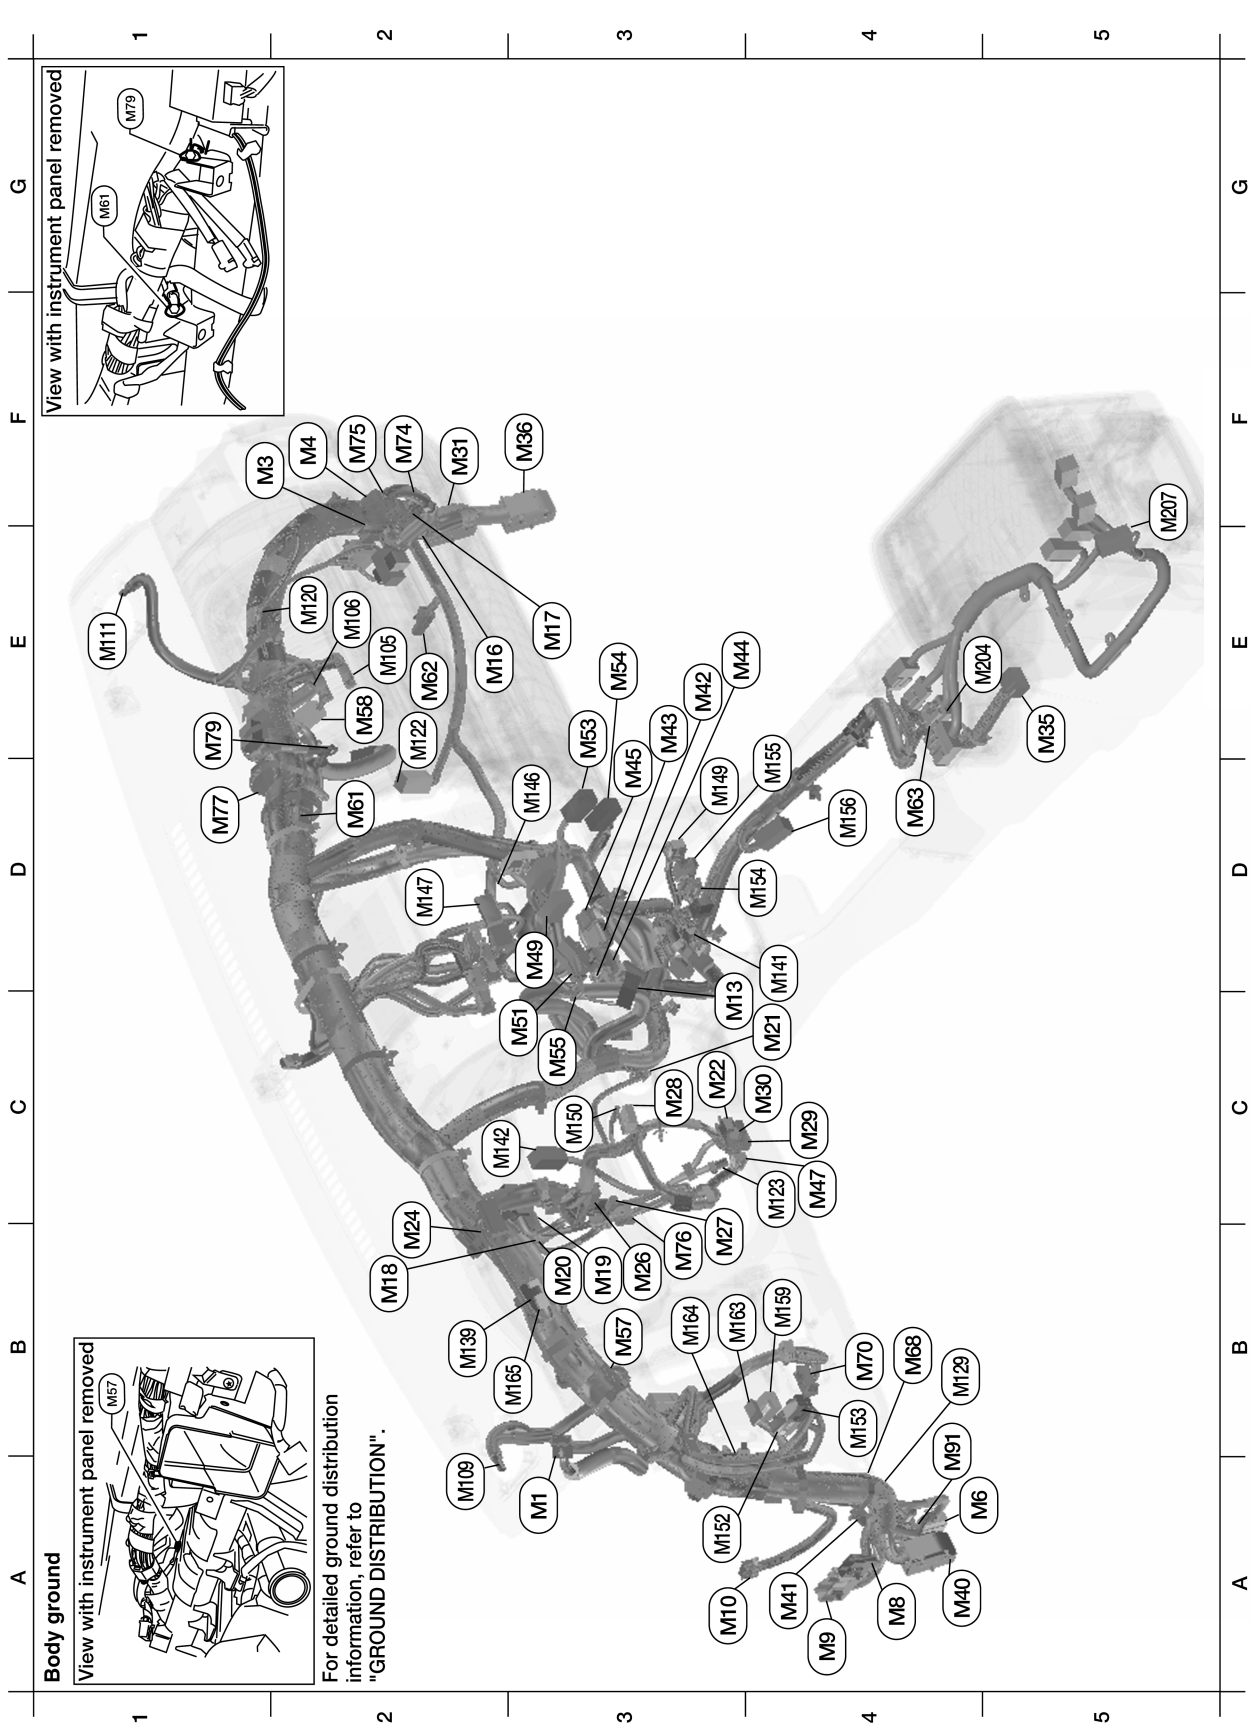 A B C D E F G
Body ground
View with instrument panel removed
M57
For detailed ground distribution
information, refer to
"GROUND DISTRIBUTION".
View with instrument panel removed
M61
M79
1
1
M111
M77
M79
M3
M120
M4
M61
M106
M58
M75
M105
2
2
M18
M24
M122
M74
M147
M62
M31
M109
M139
M142
M16
M165
M51
M146
M36
M1
M49
M17
M20
M55
M150
M53
M19
M57
M54
3
3
M26
M45
M28
M76
M43
M164
M42
M152
M27
M22
M149
M10
M163
M13
M44
M30
M21
M154
M159
M123
M141
M155
M41
M29
M47
M9
M153
M156
4
4
M70
M8
M68
M63
M40
M91
M129
M6
M204
M35
5
5
M207
A B C D E F G